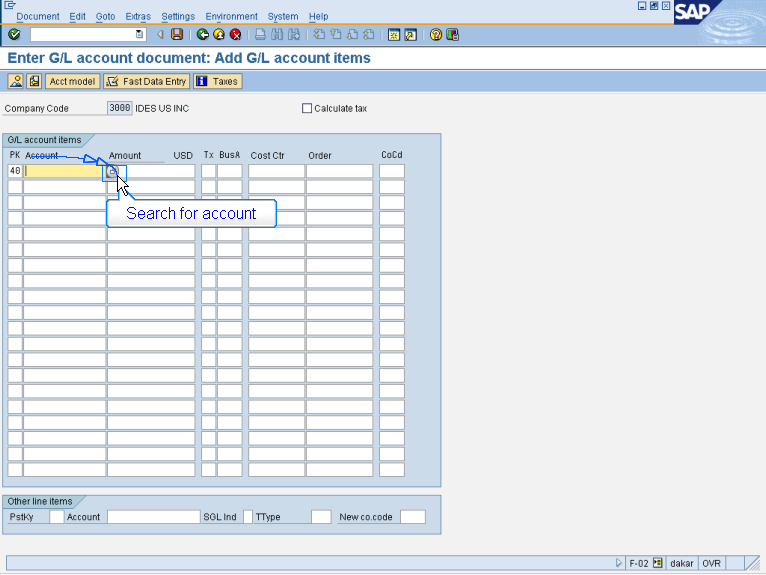 Document Edit Goto Extras Settings Environment System Help
SAP
Enter G/L account document: Add G/L account items
Acct model Fast Data Entry Taxes
Company Code 3000 IDES US INC Calculate tax
G/L account items
PK Account Amount USD Tx BusA Cost Ctr Order CoCd
40
Search for account
Other line items
PstKy Account SGL Ind TType New co.code
F-02 dakar OVR